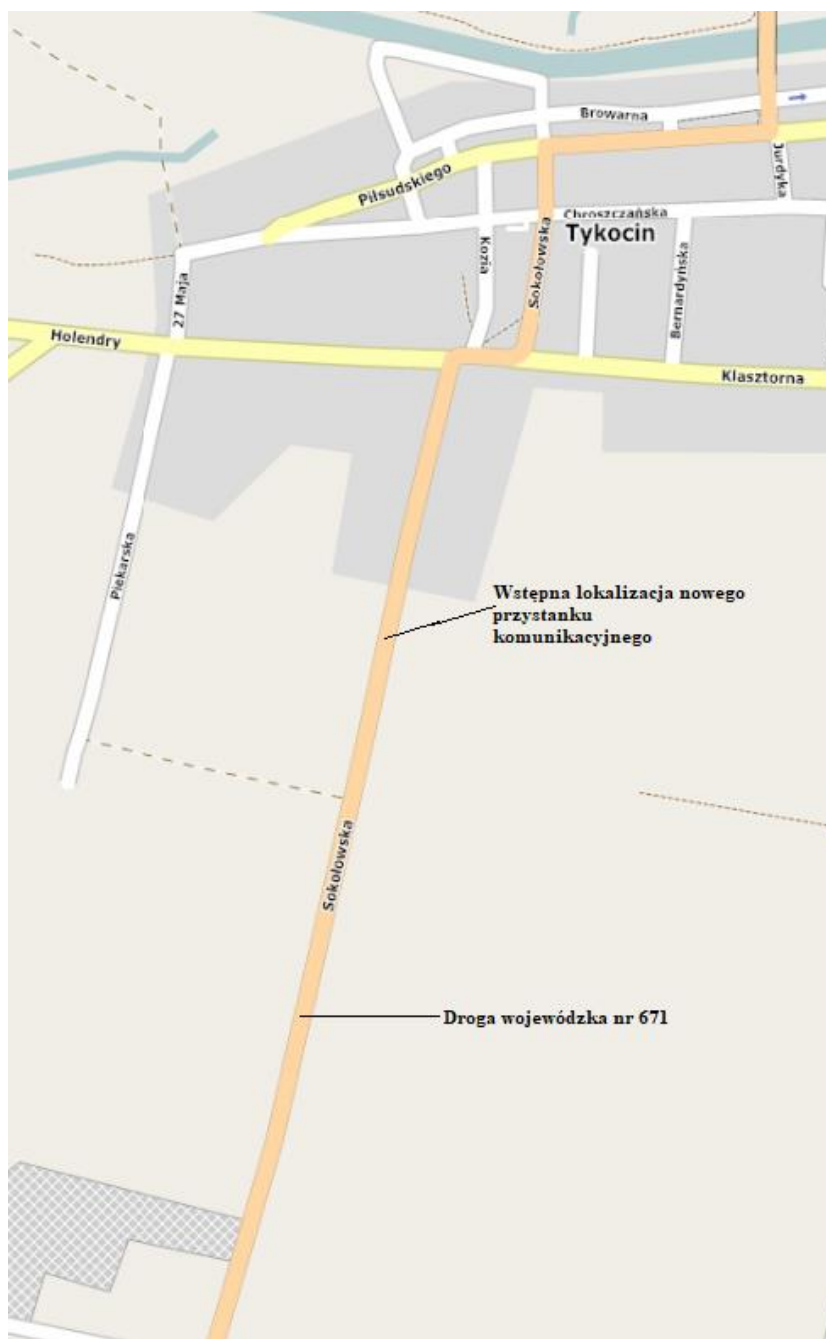 Browarna
Piłsudskiego
Jurdyka
Choroszczańska
Tykocin
Kozia
Sokołowska
Bernardyńska
27 Maja
Holendry
Klasztorna
Piekarska
Wstępna lokalizacja nowego
przystanku
komunikacyjnego
Sokołowska
Droga wojewódzka nr 671